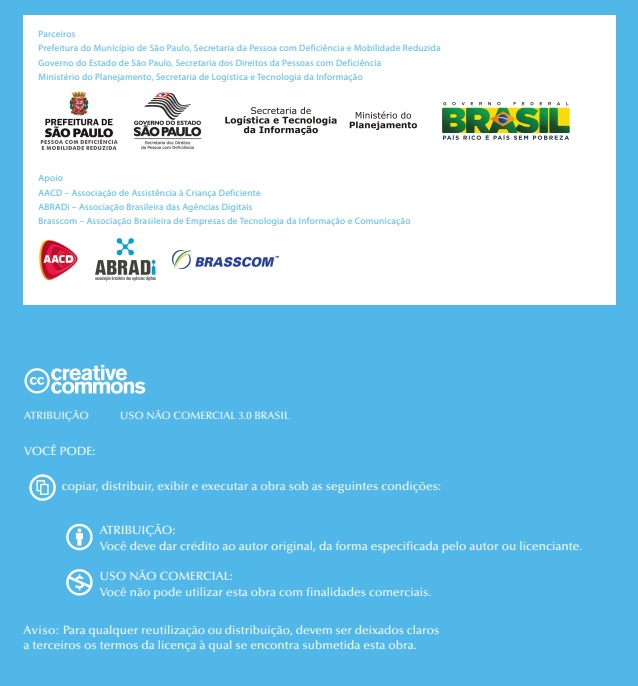 Parceiros
Prefeitura do Município de São Paulo, Secretaria da Pessoa com Deficiência e Mobilidade Reduzida
Governo do Estado de São Paulo, Secretaria dos Direitos da Pessoas com Deficiência
Ministério do Planejamento, Secretaria de Logística e Tecnologia da Informação
PREFEITURA DE
SÃO PAULO
PESSOA COM DEFICIÊNCIA
E MOBILIDADE REDUZIDA
GOVERNO DO ESTADO
SÃO PAULO
Secretaria dos Direitos
da Pessoa com Deficiência
Secretaria de
Logística e Tecnologia
da Informação
Ministério do
Planejamento
GOVERNO FEDERAL
BRASIL
PAÍS RICO É PAÍS SEM POBREZA
Apoio
AACD – Associação de Assistência à Criança Deficiente
ABRADi – Associação Brasileira das Agências Digitais
Brasscom – Associação Brasileira de Empresas de Tecnologia da Informação e Comunicação
AACD
ABRADi
associação brasileira das agências digitais
BRASSCOM™
cc creative
commons
ATRIBUIÇÃO USO NÃO COMERCIAL 3.0 BRASIL
VOCÊ PODE:
copiar, distribuir, exibir e executar a obra sob as seguintes condições:
ATRIBUIÇÃO:
Você deve dar crédito ao autor original, da forma especificada pelo autor ou licenciante.
USO NÃO COMERCIAL:
Você não pode utilizar esta obra com finalidades comerciais.
Aviso: Para qualquer reutilização ou distribuição, devem ser deixados claros
a terceiros os termos da licença à qual se encontra submetida esta obra.